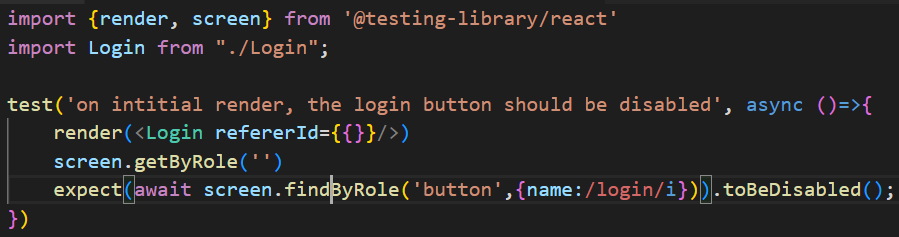 import {render, screen} from '@testing-library/react'
import Login from "./Login";
test('on intitial render, the login button should be disabled', async ()=>{
render(<Login refererId={{}}/>)
screen.getByRole('')
expect(await screen.findByRole('button',{name:/login/i})).toBeDisabled();
})